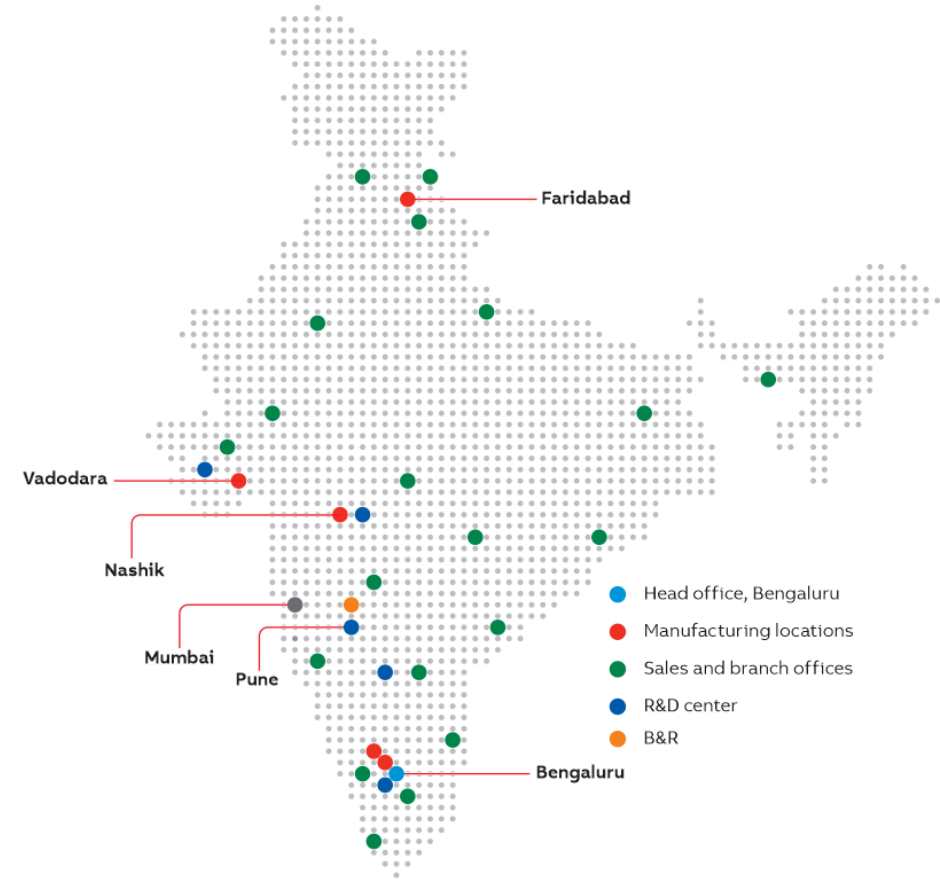 Faridabad
Vadodara
Nashik
Head office, Bengaluru
Manufacturing locations
Mumbai
Sales and branch offices
Pune
R&D center
B&R
Bengaluru